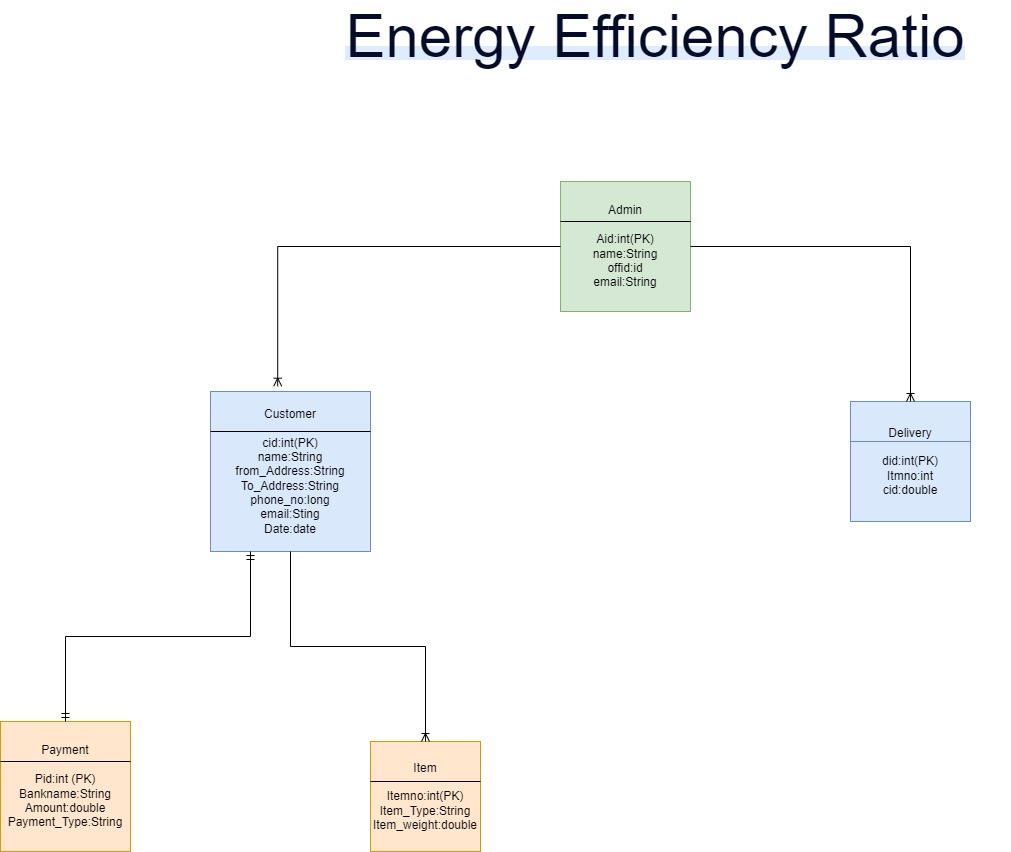 Energy Efficiency Ratio
Admin
Aid:int(PK)
name:String
offid:id
email:String
Customer
cid:int(PK)
name:String
from_Address:String
To_Address:String
phone_no:long
email:Sting
Date:date
Delivery
did:int(PK)
Itmno:int
cid:double
Payment
Pid:int (PK)
Bankname:String
Amount:double
Payment_Type:String
Item
Itemno:int(PK)
Item_Type:String
Item_weight:double